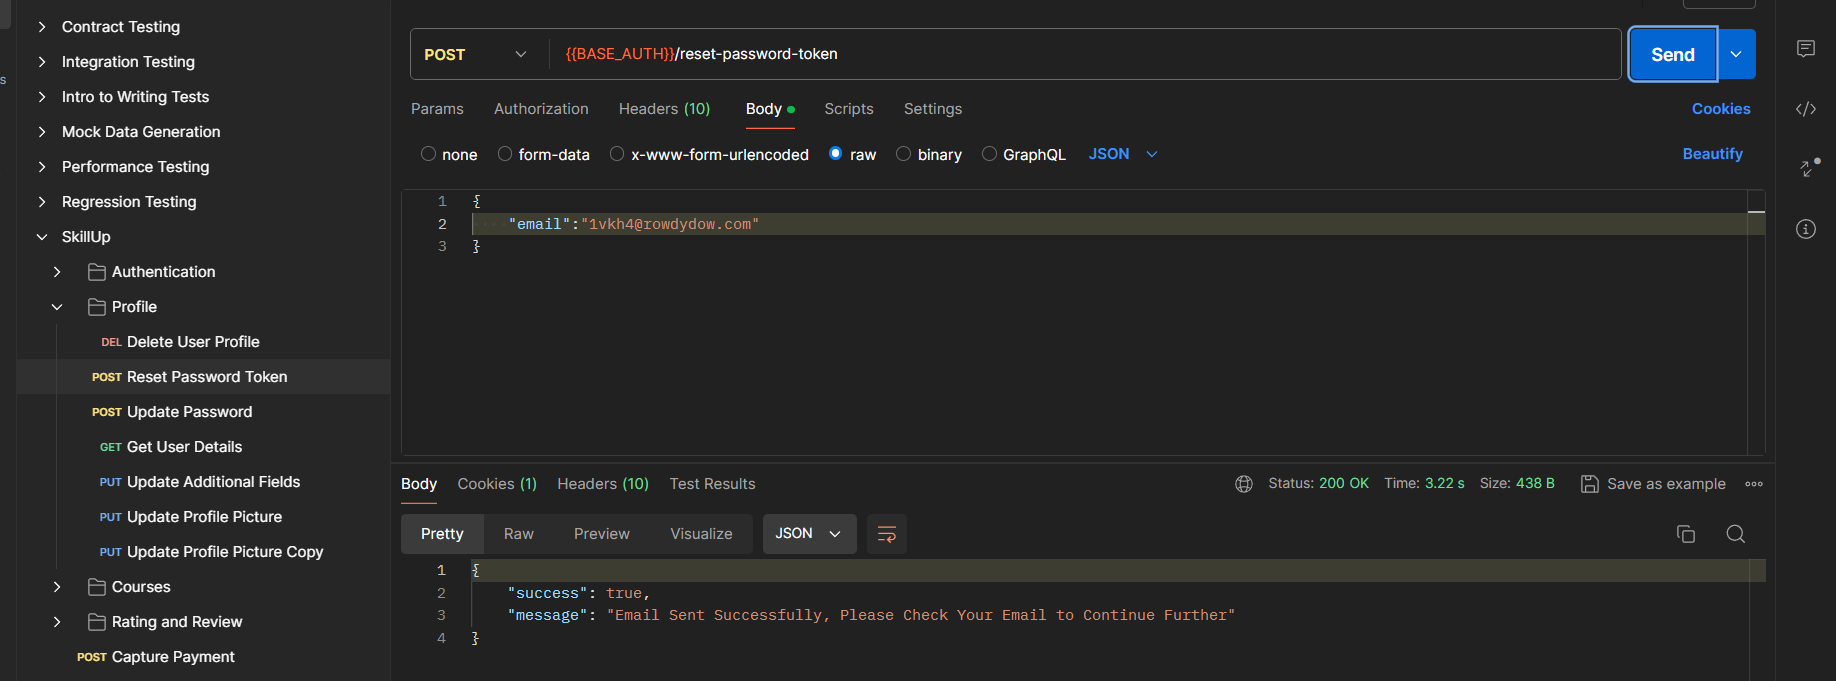 Contract Testing
Integration Testing
Intro to Writing Tests
Mock Data Generation
Performance Testing
Regression Testing
SkillUp
Authentication
Profile
DEL Delete User Profile
POST Reset Password Token
POST Update Password
GET Get User Details
PUT Update Additional Fields
PUT Update Profile Picture
PUT Update Profile Picture Copy
Courses
Rating and Review
POST Capture Payment
s
POST {{BASE_AUTH}}/reset-password-token Send
Params Authorization Headers (10) Body Scripts Settings Cookies
none form-data x-www-form-urlencoded raw binary GraphQL JSON Beautify
1 {
2 "email":"1vkh4@rowdydow.com"
3 }
Body Cookies (1) Headers (10) Test Results Status: 200 OK Time: 3.22 s Size: 438 B Save as example
Pretty Raw Preview Visualize JSON
1 {
2 "success": true,
3 "message": "Email Sent Successfully, Please Check Your Email to Continue Further"
4 }